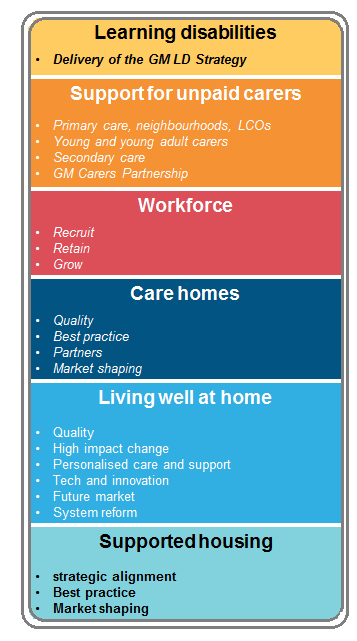 Learning disabilities
• Delivery of the GM LD Strategy
Support for unpaid carers
• Primary care, neighbourhoods, LCOs
• Young and young adult carers
• Secondary care
• GM Carers Partnership
Workforce
• Recruit
• Retain
• Grow
Care homes
• Quality
• Best practice
• Partners
• Market shaping
Living well at home
• Quality
• High impact change
• Personalised care and support
• Tech and innovation
• Future market
• System reform
Supported housing
• strategic alignment
• Best practice
• Market shaping